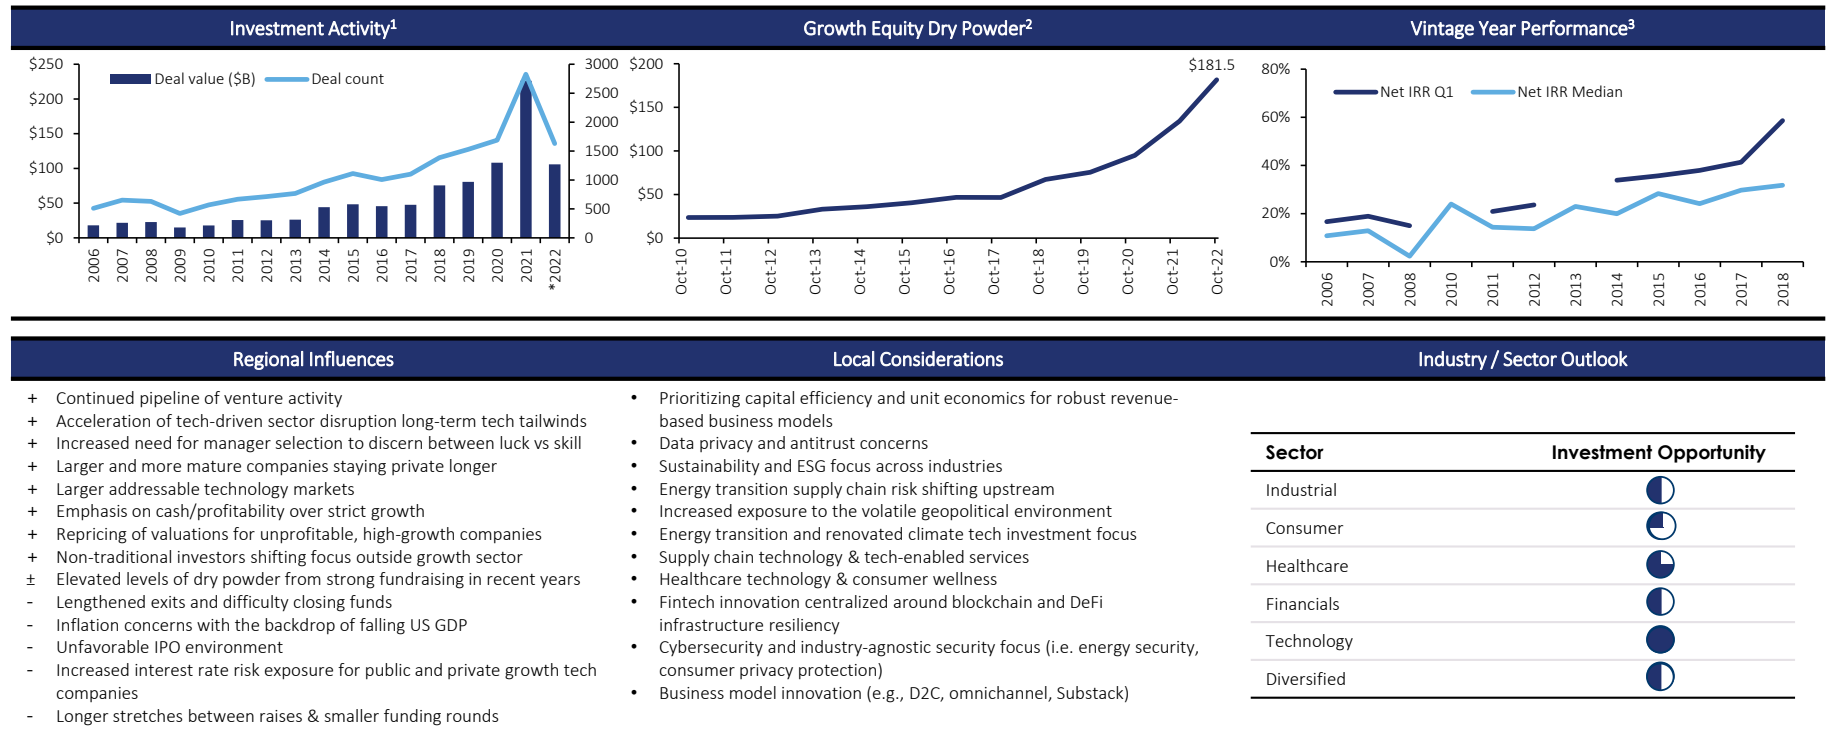 Investment Activity1
Growth Equity Dry Powder2
Vintage Year Performance3
Deal value ($B)
Deal count
$250
$200
$150
$100
$50
$0
3000
2500
2000
1500
1000
500
0
2006
2007
2008
2009
2010
2011
2012
2013
2014
2015
2016
2017
2018
2019
2020
2021
*2022
$200
$150
$100
$50
$0
$181.5
Oct-10
Oct-11
Oct-12
Oct-13
Oct-14
Oct-15
Oct-16
Oct-17
Oct-18
Oct-19
Oct-20
Oct-21
Oct-22
80%
60%
40%
20%
0%
Net IRR Q1
Net IRR Median
2006
2007
2008
2010
2011
2012
2013
2014
2015
2016
2017
2018
Regional Influences
+ Continued pipeline of venture activity
+ Acceleration of tech-driven sector disruption long-term tech tailwinds
+ Increased need for manager selection to discern between luck vs skill
+ Larger and more mature companies staying private longer
+ Larger addressable technology markets
+ Emphasis on cash/profitability over strict growth
+ Repricing of valuations for unprofitable, high-growth companies
+ Non-traditional investors shifting focus outside growth sector
± Elevated levels of dry powder from strong fundraising in recent years
- Lengthened exits and difficulty closing funds
- Inflation concerns with the backdrop of falling US GDP
- Unfavorable IPO environment
- Increased interest rate risk exposure for public and private growth tech
companies
- Longer stretches between raises & smaller funding rounds
Local Considerations
• Prioritizing capital efficiency and unit economics for robust revenue-
based business models
• Data privacy and antitrust concerns
• Sustainability and ESG focus across industries
• Energy transition supply chain risk shifting upstream
• Increased exposure to the volatile geopolitical environment
• Energy transition and renovated climate tech investment focus
• Supply chain technology & tech-enabled services
• Healthcare technology & consumer wellness
• Fintech innovation centralized around blockchain and DeFi
infrastructure resiliency
• Cybersecurity and industry-agnostic security focus (i.e. energy security,
consumer privacy protection)
• Business model innovation (e.g., D2C, omnichannel, Substack)
Industry / Sector Outlook
Sector Investment Opportunity
Industrial
Consumer
Healthcare
Financials
Technology
Diversified